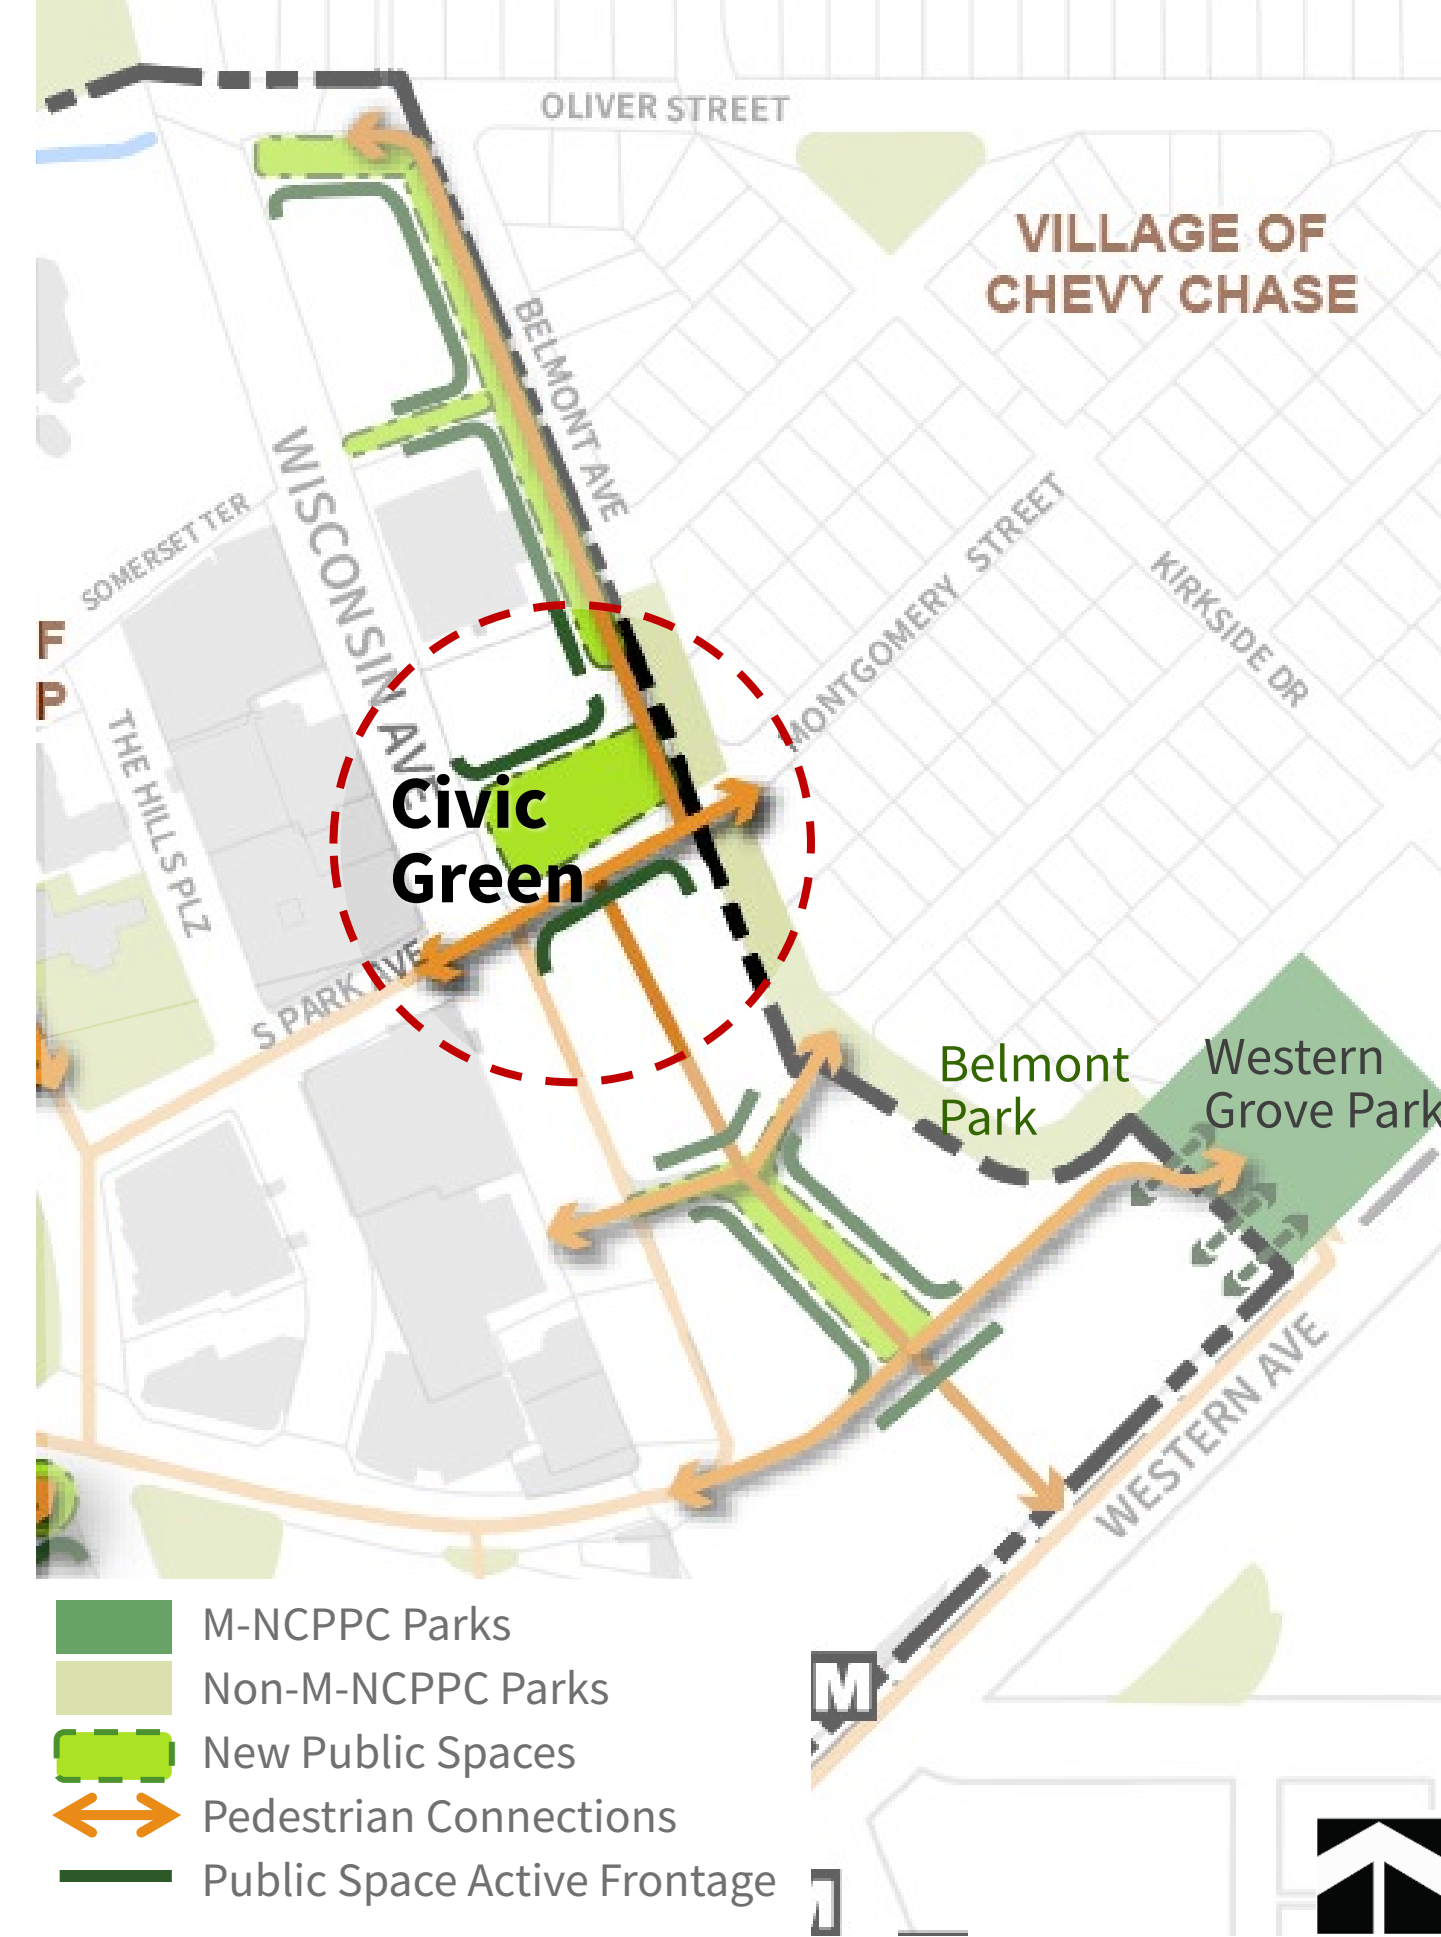 OLIVER STREET
VILLAGE OF
CHEVY CHASE
BELMONT AVE
WISCONSIN AVE
SOMERSET TER
MONTGOMERY STREET
KIRKSIDE DR
F
P
THE HILLS PLZ
Civic
Green
S PARK AVE
Belmont
Park
Western
Grove Park
WESTERN AVE
M-NCPPC Parks
Non-M-NCPPC Parks
New Public Spaces
Pedestrian Connections
Public Space Active Frontage
M